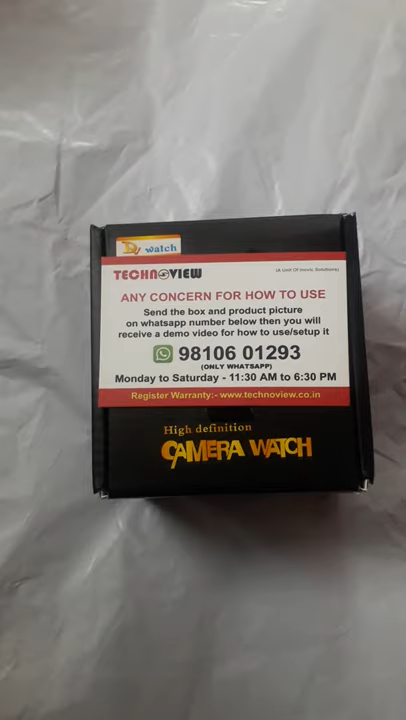 DV watch
TECHNOVIEW
(A Unit Of Inovic Solutions)
ANY CONCERN FOR HOW TO USE
Send the box and product picture
on whatsapp number below then you will
receive a demo video for how to use/setup it
98106 01293
(ONLY WHATSAPP)
Monday to Saturday - 11:30 AM to 6:30 PM
Register Warranty:- www.technoview.co.in
High definition
CAMERA WATCH